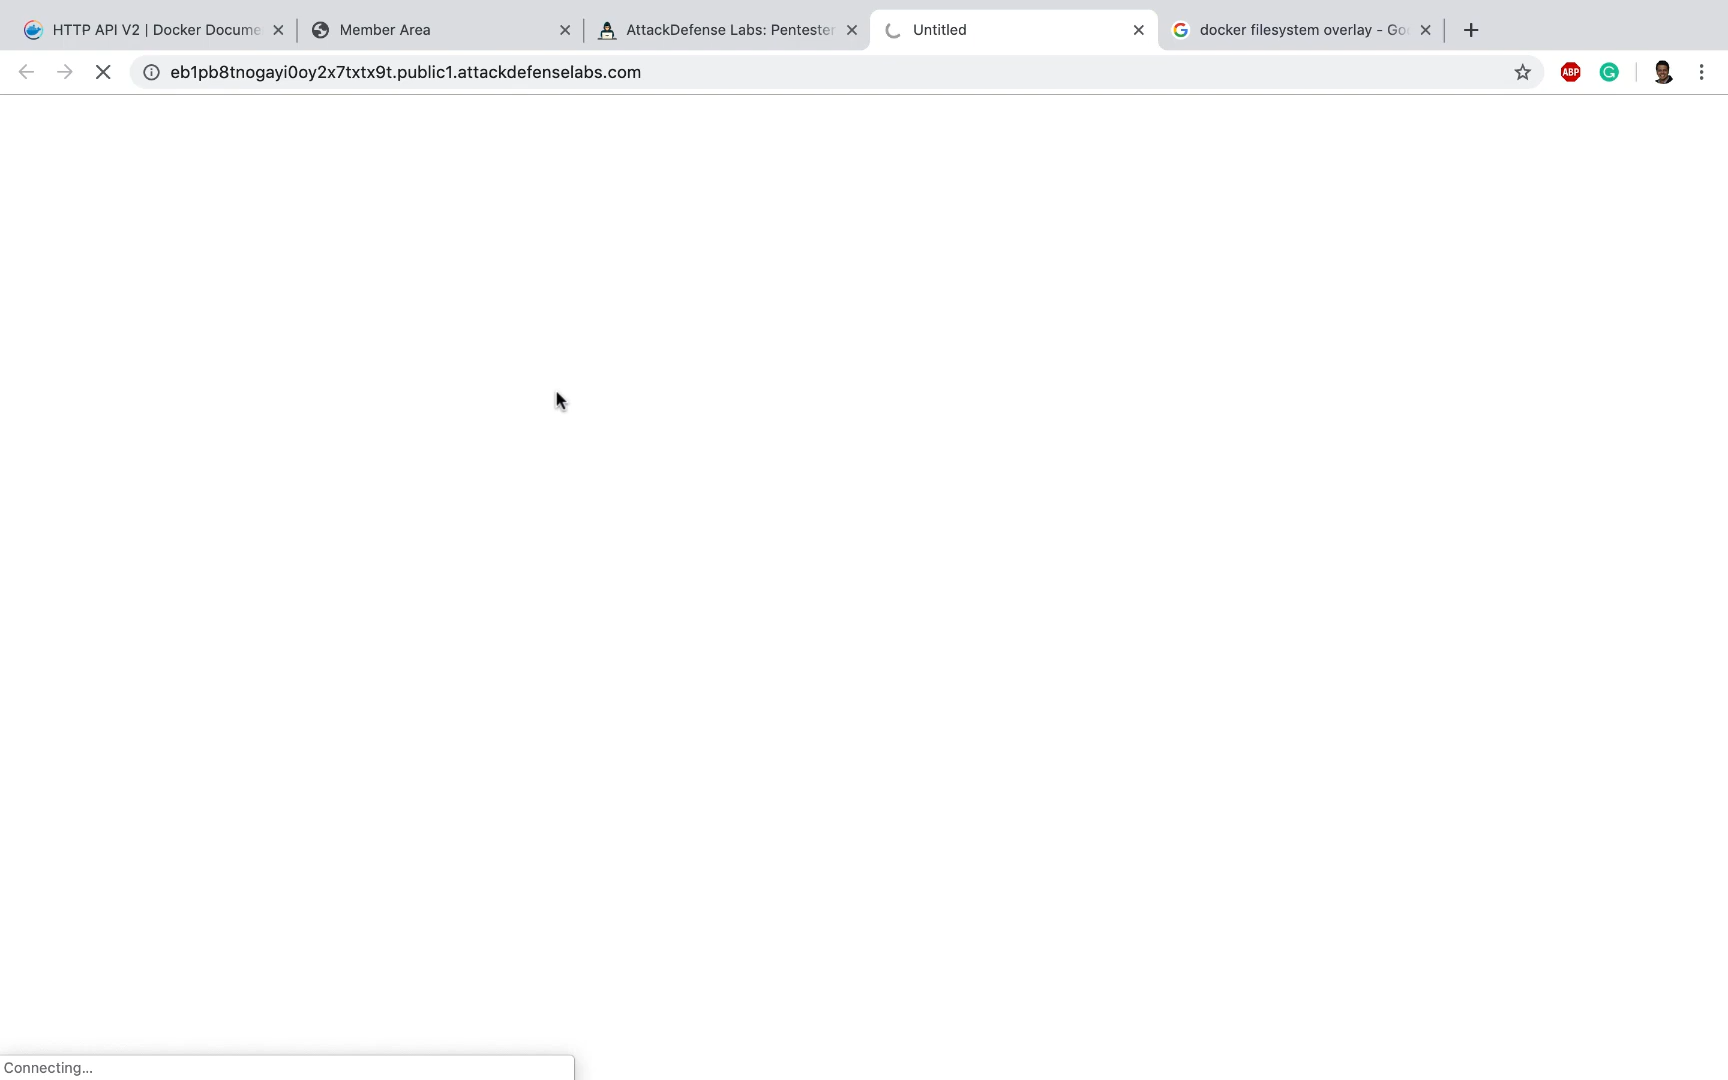 HTTP API V2 | Docker Docume
Member Area
AttackDefense Labs: Pentester
Untitled
docker filesystem overlay - Goo
eb1pb8tnogayi0oy2x7txtx9t.public1.attackdefenselabs.com
ABP
Connecting...